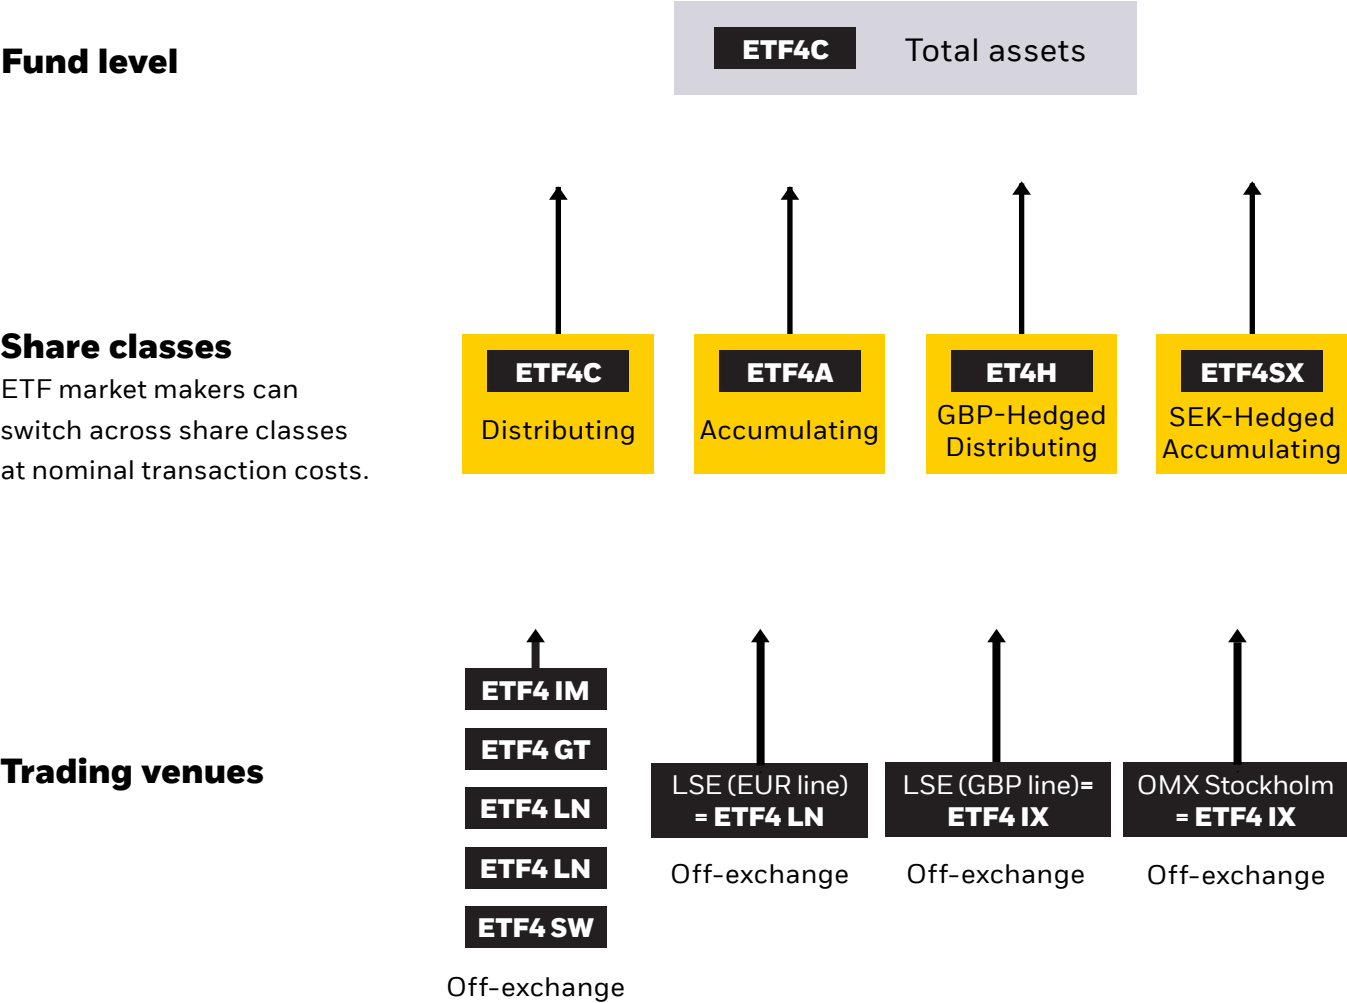 Fund level
ETF4C
Total assets
Share classes
ETF market makers can
switch across share classes
at nominal transaction costs.
ETF4C
Distributing
ETF4A
Accumulating
ET4H
GBP-Hedged
Distributing
ETF4SX
SEK-Hedged
Accumulating
Trading venues
ETF4 IM
ETF4 GT
ETF4 LN
ETF4 LN
ETF4 SW
Off-exchange
LSE (EUR line)
= ETF4 LN
Off-exchange
LSE (GBP line)=
ETF4 IX
Off-exchange
OMX Stockholm
= ETF4 IX
Off-exchange